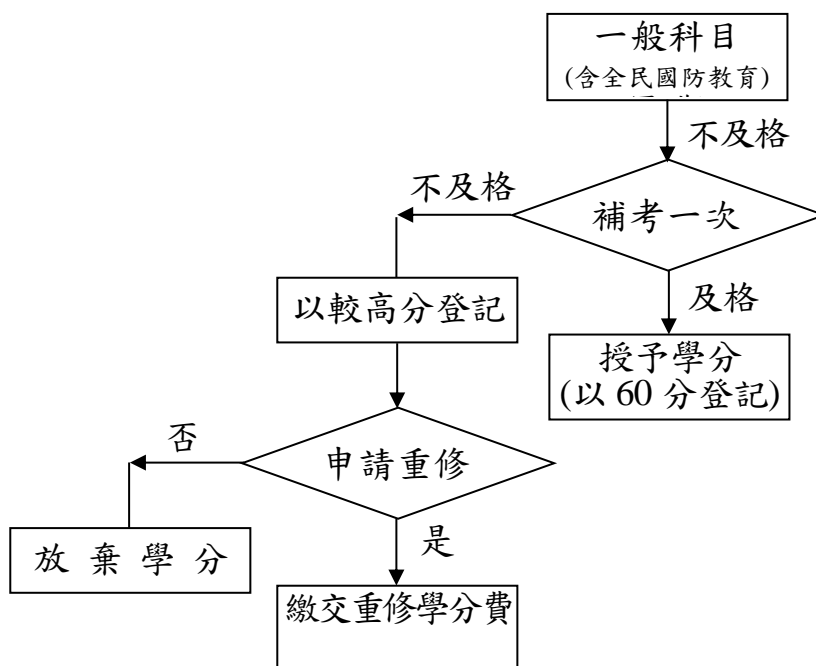 一般科目
(含全民國防教育)
不及格
不及格
補考一次
以較高分登記
及格
授予學分
(以 60 分登記)
否
申請重修
放 棄 學 分
是
繳交重修學分費